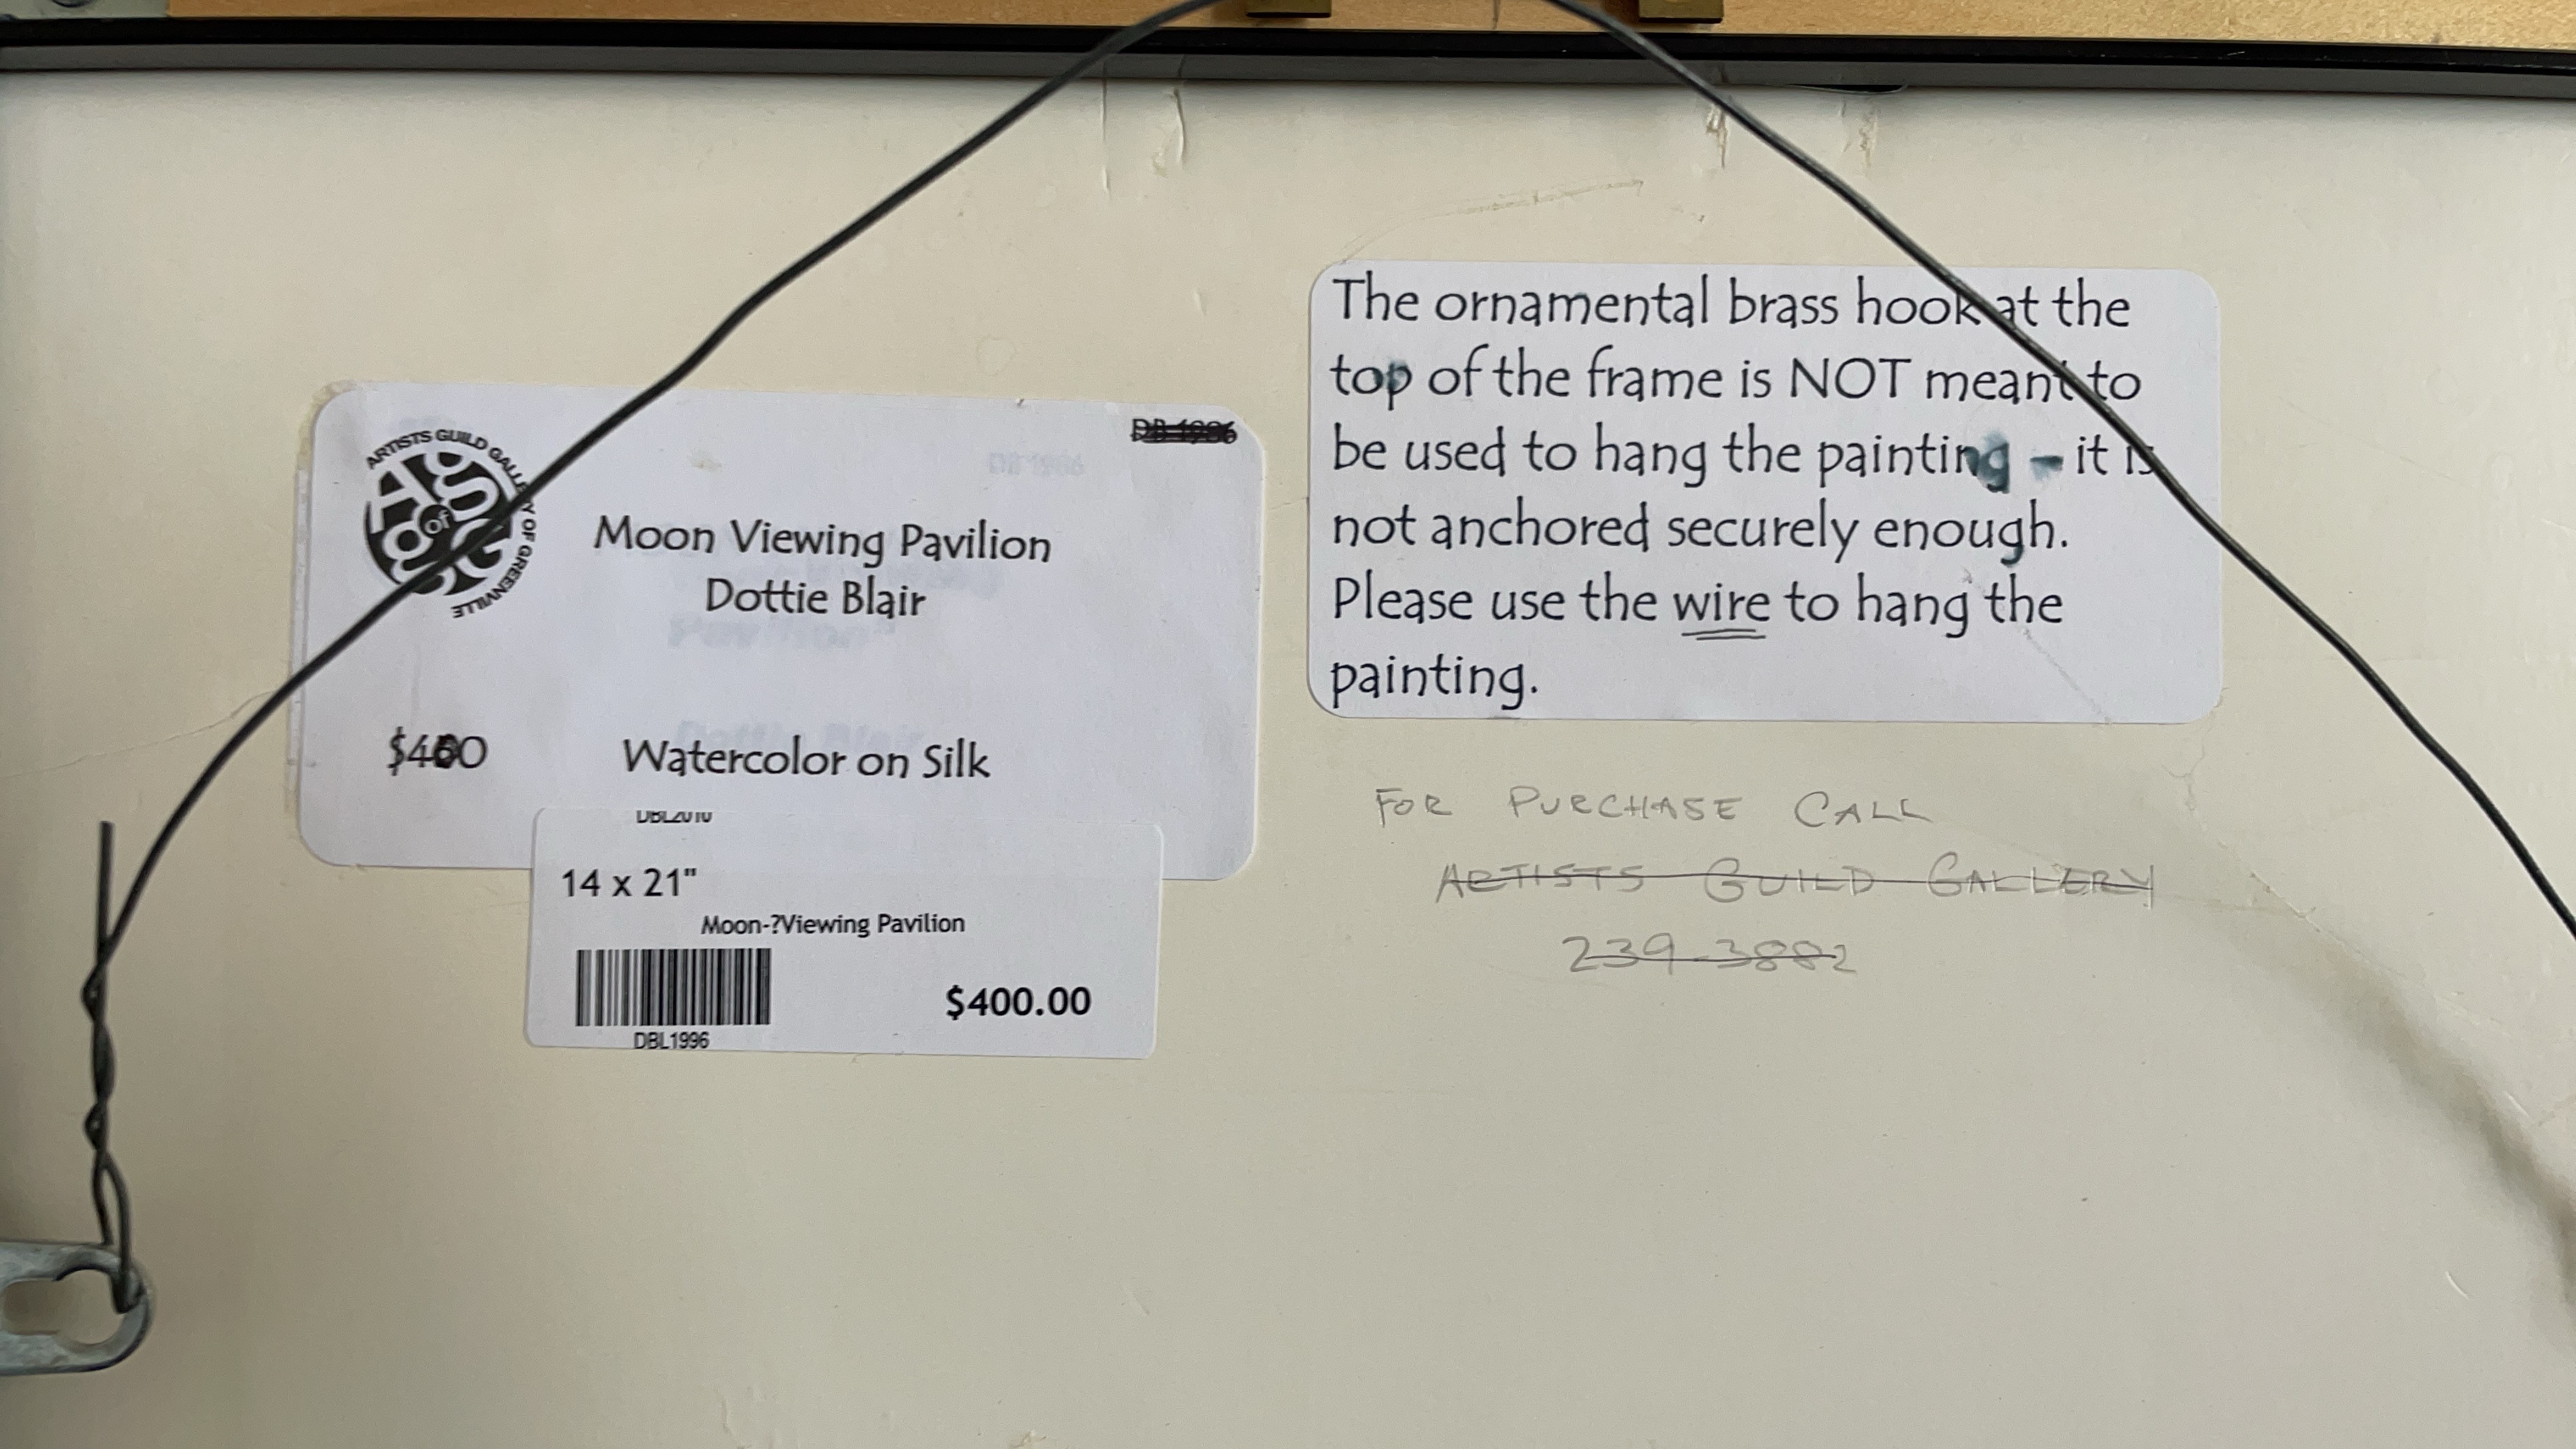 ARTISTS GUILD GALLERY OF GREENVILLE
AGG of G
Moon Viewing Pavilion
Dottie Blair
Watercolor on Silk
14 x 21"
Moon-?Viewing Pavilion
$400.00
DBL1996
The ornamental brass hook at the
top of the frame is NOT meant to
be used to hang the painting – it is
not anchored securely enough.
Please use the wire to hang the
painting.
FOR PURCHASE CALL
ARTISTS GUILD GALLERY
239-3882